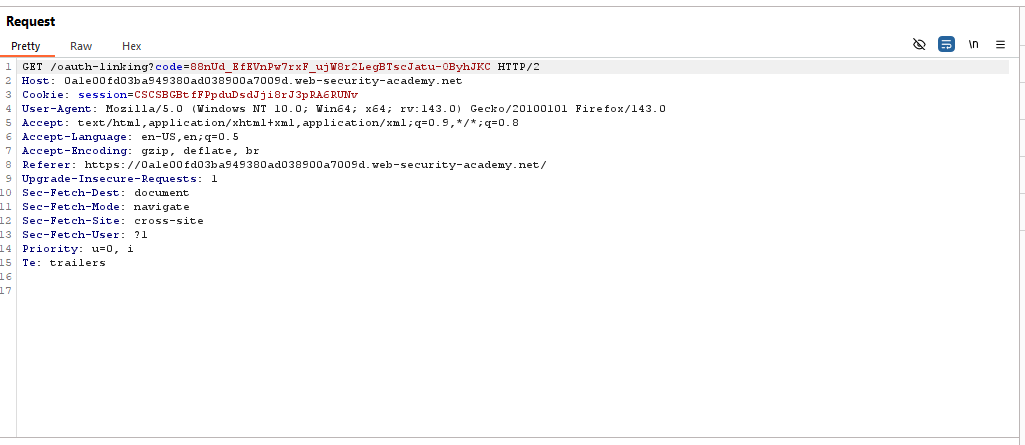 Request
Pretty Raw Hex \n
1 GET /oauth-linking?code=88nUd_EfEVnPw7rxF_ujW8r2LegBTscJatu-OByhJKC HTTP/2
2 Host: 0a1e00fd03ba949380ad038900a7009d.web-security-academy.net
3 Cookie: session=CSCSBGBtfFPpduDsdJji8rJ3pRA6RUNv
4 User-Agent: Mozilla/5.0 (Windows NT 10.0; Win64; x64; rv:143.0) Gecko/20100101 Firefox/143.0
5 Accept: text/html,application/xhtml+xml,application/xml;q=0.9,*/*;q=0.8
6 Accept-Language: en-US,en;q=0.5
7 Accept-Encoding: gzip, deflate, br
8 Referer: https://0a1e00fd03ba949380ad038900a7009d.web-security-academy.net/
9 Upgrade-Insecure-Requests: 1
10 Sec-Fetch-Dest: document
11 Sec-Fetch-Mode: navigate
12 Sec-Fetch-Site: cross-site
13 Sec-Fetch-User: ?1
14 Priority: u=0, i
15 Te: trailers
16
17